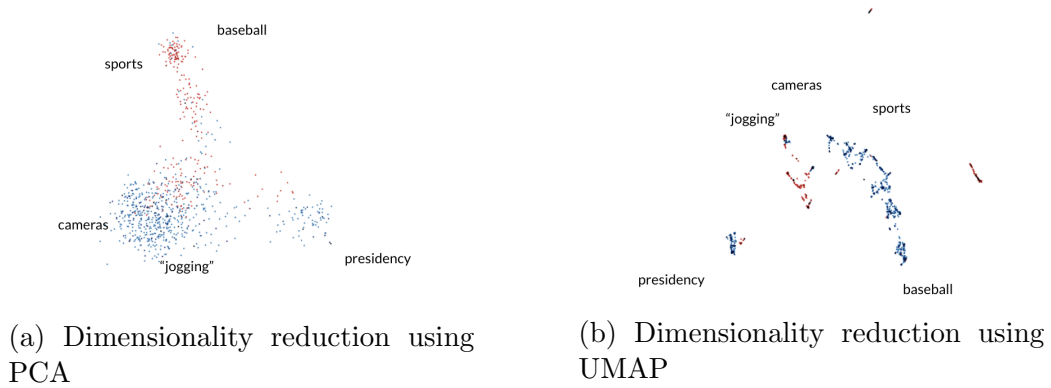 baseball
sports
cameras
“jogging”
presidency
(a) Dimensionality reduction using
PCA
cameras
sports
“jogging”
presidency
baseball
(b) Dimensionality reduction using
UMAP